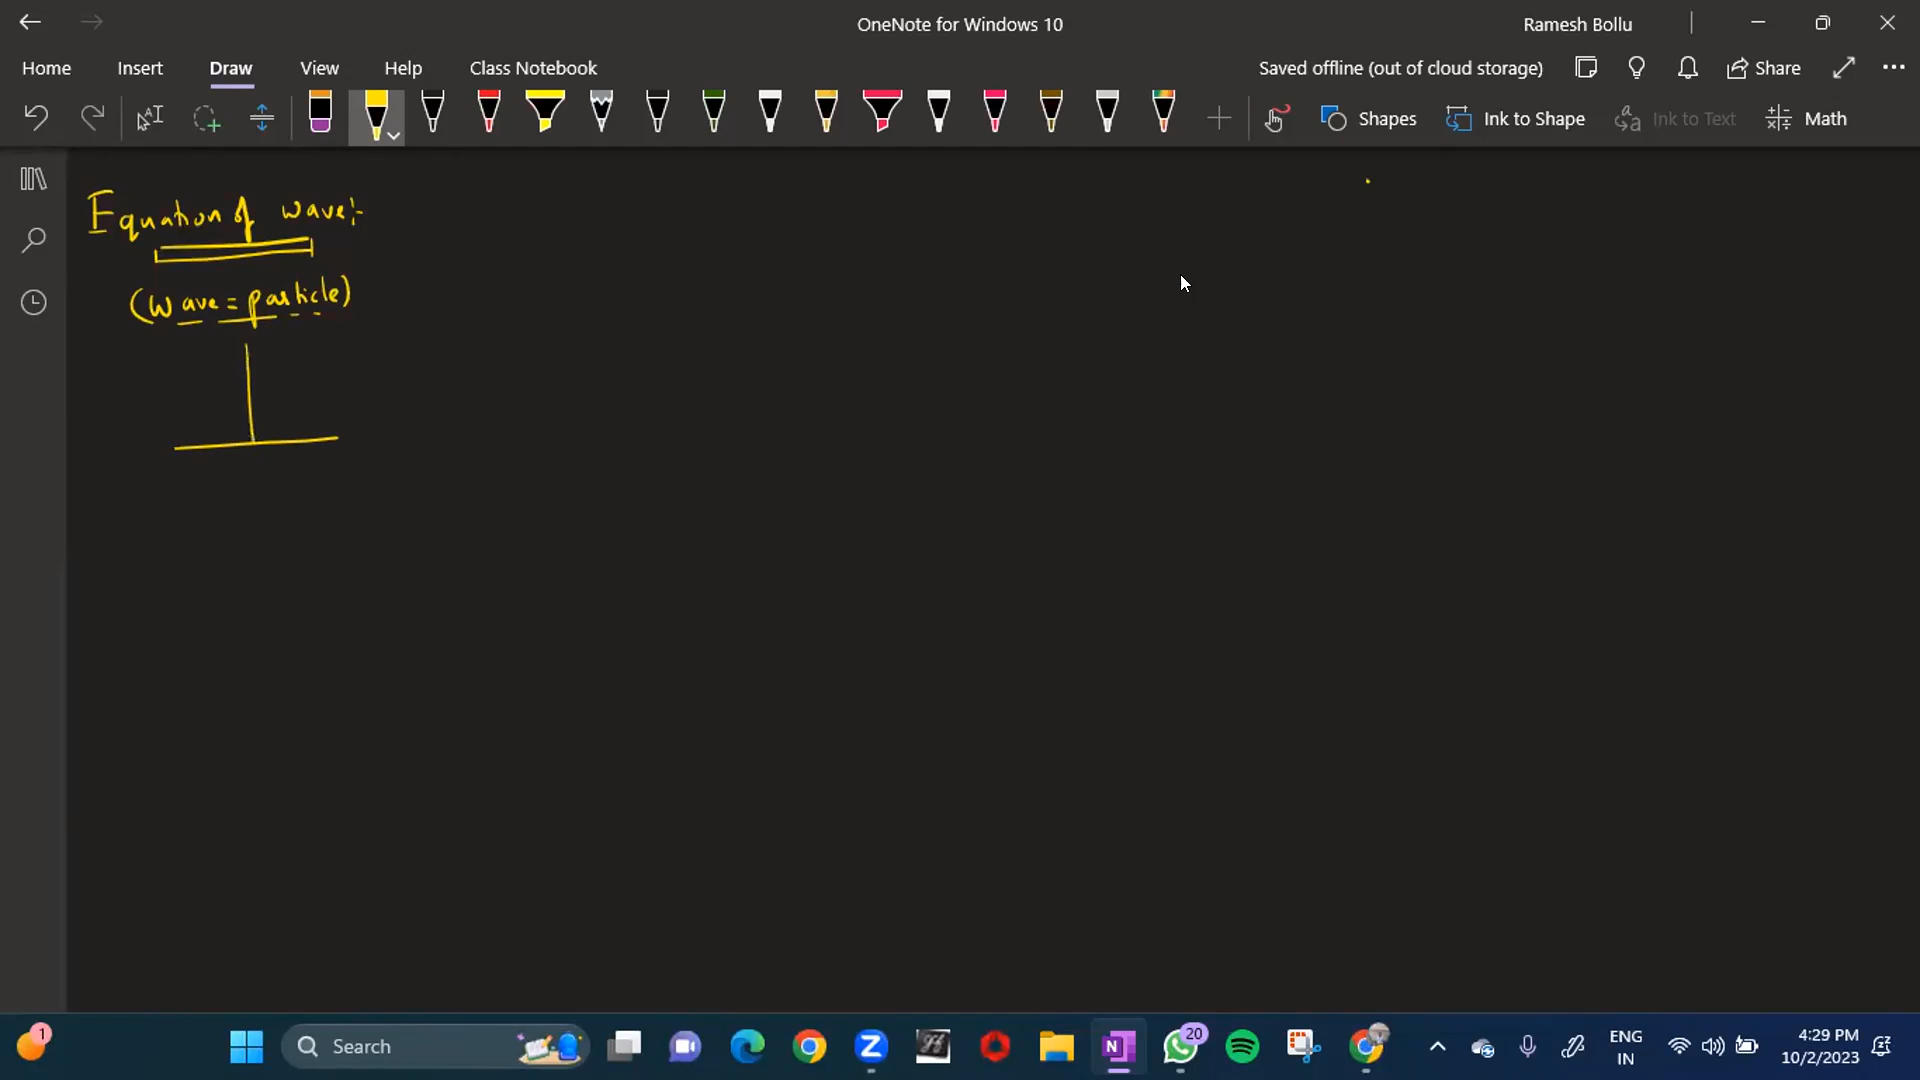 OneNote for Windows 10
Ramesh Bollu
Home Insert Draw View Help Class Notebook
Saved offline (out of cloud storage)
Share
Shapes
Ink to Shape
Ink to Text
Math
Equation of wave:-
(Wave = particle)
1
Search
N
20
ENG
IN
4:29 PM
10/2/2023